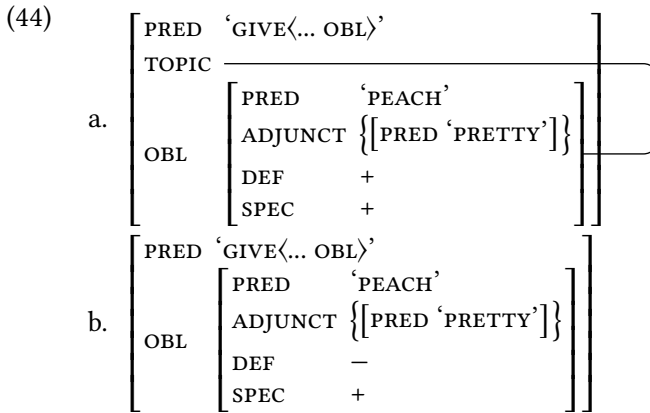 (44)
PRED ‘GIVE⟨... OBL⟩’
TOPIC
a. OBL
PRED ‘PEACH’
ADJUNCT {[PRED ‘PRETTY’]}
DEF +
SPEC +
PRED ‘GIVE⟨... OBL⟩’
b. OBL
PRED ‘PEACH’
ADJUNCT {[PRED ‘PRETTY’]}
DEF −
SPEC +